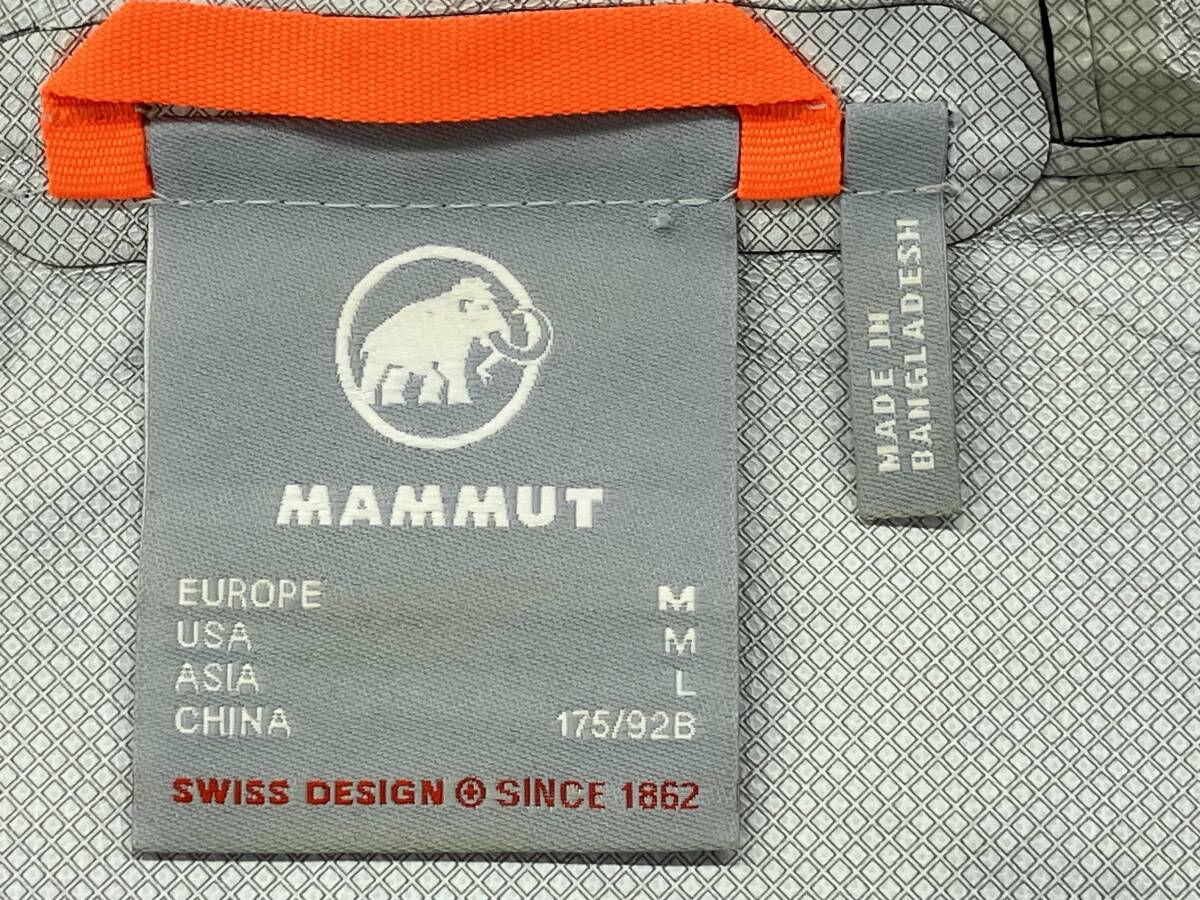 MAMMUT
EUROPE M
USA M
ASIA L
CHINA 175/92B
SWISS DESIGN SINCE 1862
MADE IN
BANGLADESH